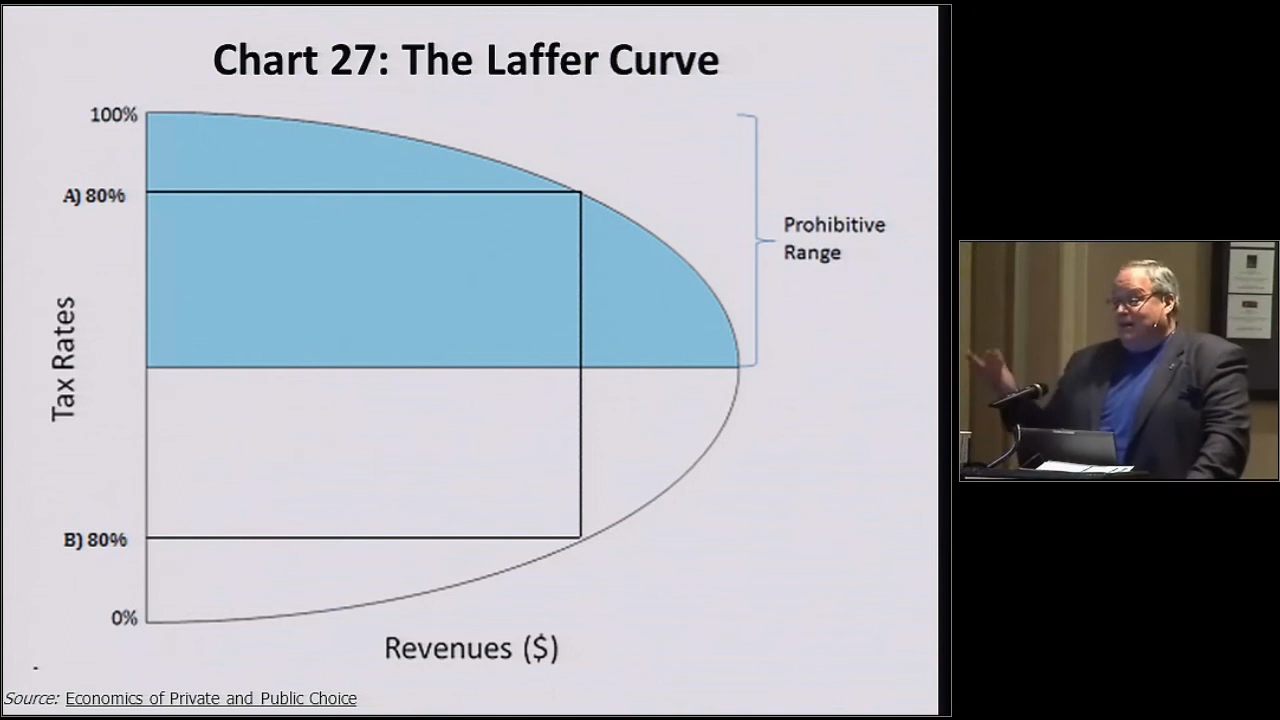 Chart 27: The Laffer Curve
100%
A) 80%
Prohibitive
Range
Tax Rates
B) 80%
0%
Revenues ($)
Source: Economics of Private and Public Choice